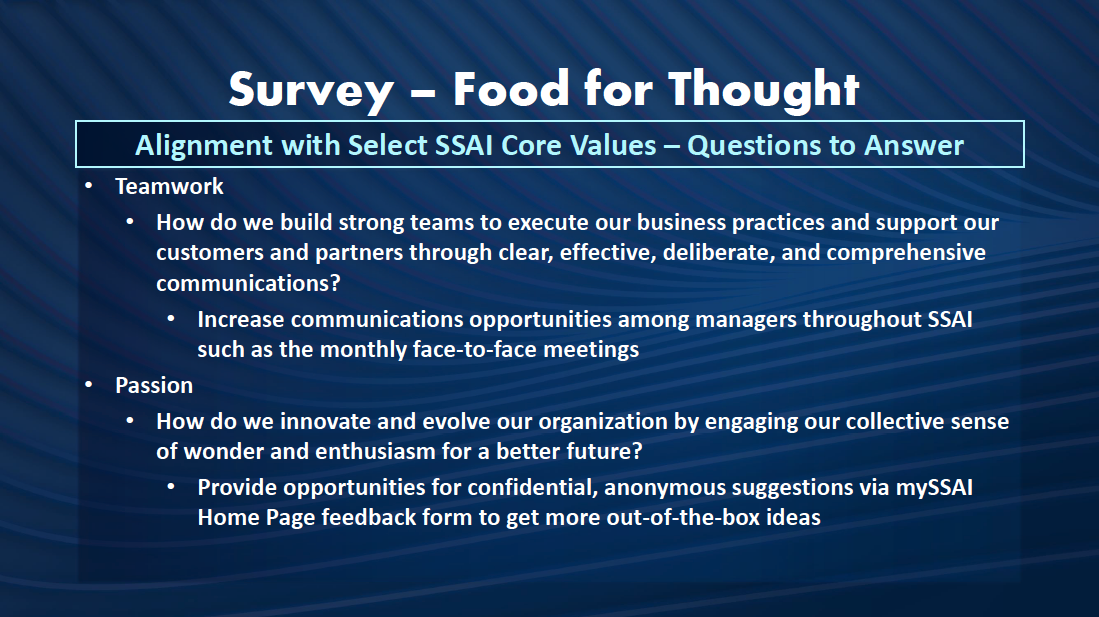 Survey – Food for Thought
Alignment with Select SSAI Core Values – Questions to Answer
• Teamwork
• How do we build strong teams to execute our business practices and support our
customers and partners through clear, effective, deliberate, and comprehensive
communications?
• Increase communications opportunities among managers throughout SSAI
such as the monthly face-to-face meetings
• Passion
• How do we innovate and evolve our organization by engaging our collective sense
of wonder and enthusiasm for a better future?
• Provide opportunities for confidential, anonymous suggestions via mySSAI
Home Page feedback form to get more out-of-the-box ideas